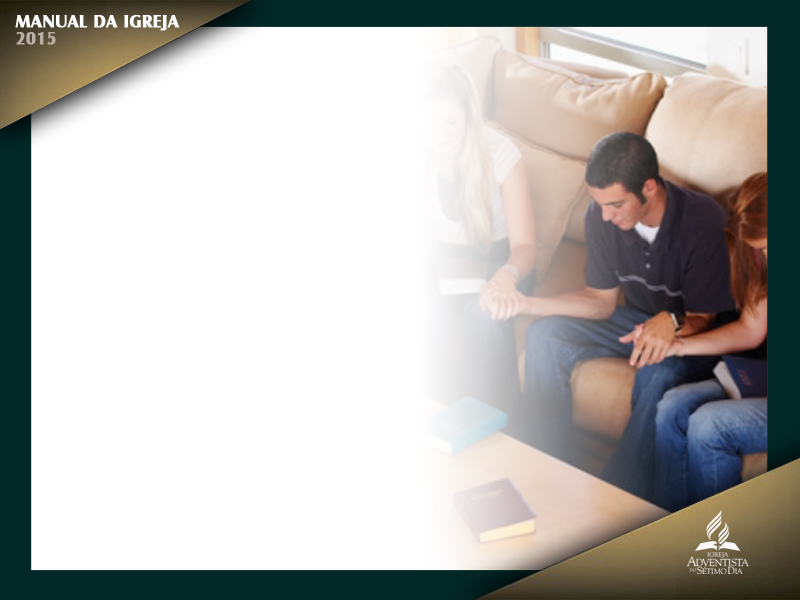 MANUAL DA IGREJA
2015
IGREJA
ADVENTISTA
DO SÉTIMO DIA